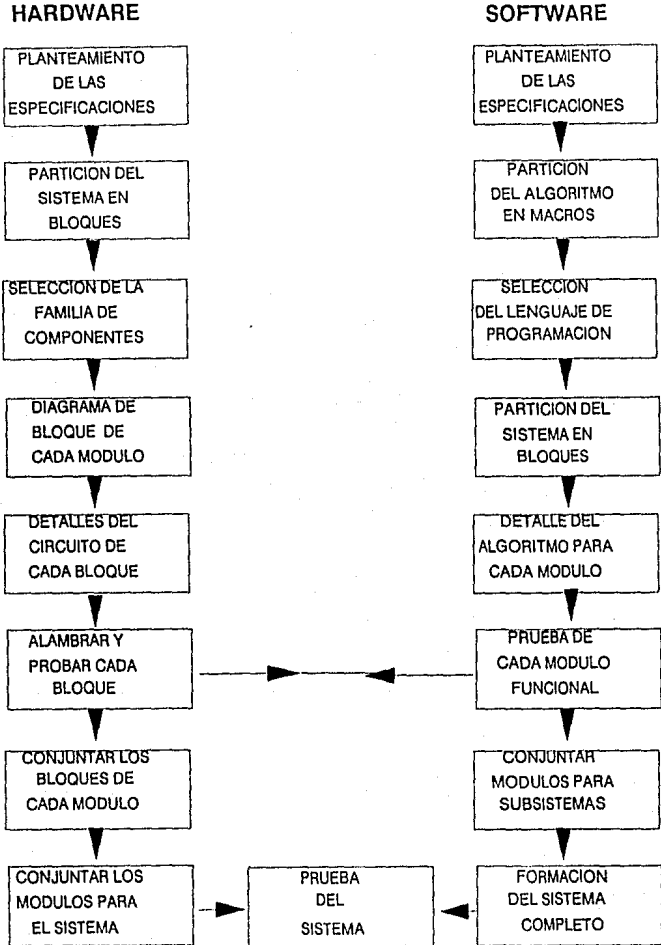 HARDWARE
PLANTEAMIENTO
DE LAS
ESPECIFICACIONES
PARTICION DEL
SISTEMA EN
BLOQUES
SELECCION DE LA
FAMILIA DE
COMPONENTES
DIAGRAMA DE
BLOQUE DE
CADA MODULO
DETALLES DEL
CIRCUITO DE
CADA BLOQUE
ALAMBRAR Y
PROBAR CADA
BLOQUE
CONJUNTAR LOS
BLOQUES DE
CADA MODULO
CONJUNTAR LOS
MODULOS PARA
EL SISTEMA
SOFTWARE
PLANTEAMIENTO
DE LAS
ESPECIFICACIONES
PARTICION
DEL ALGORITMO
EN MACROS
SELECCION
DEL LENGUAJE DE
PROGRAMACION
PARTICION DEL
SISTEMA EN
BLOQUES
DETALLE DEL
ALGORITMO PARA
CADA MODULO
PRUEBA DE
CADA MODULO
FUNCIONAL
CONJUNTAR
MODULOS PARA
SUBSISTEMAS
FORMACION
DEL SISTEMA
COMPLETO
PRUEBA
DEL
SISTEMA